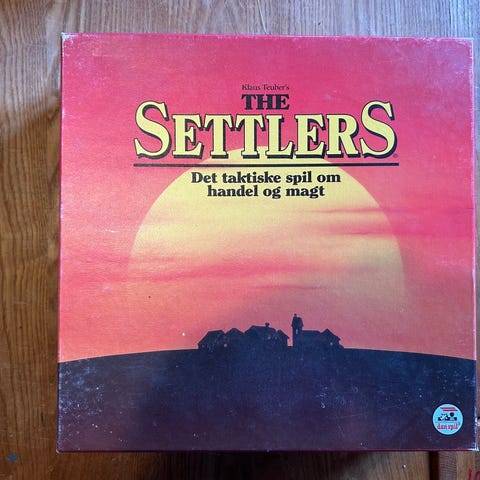 Klaus Teuber's
THE
SETTLERS
Det taktiske spil om
handel og magt
dan spil